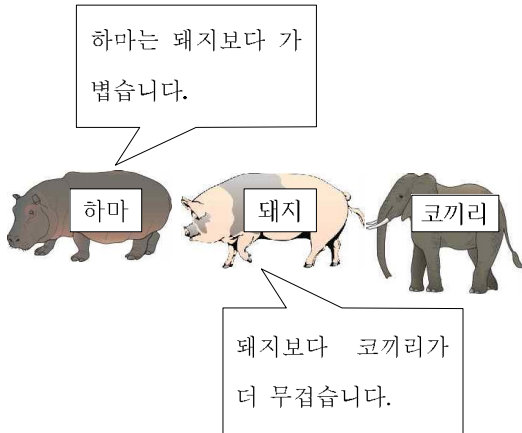 하마는 돼지보다 가
볍습니다.
하마
돼지
코끼리
돼지보다 코끼리가
더 무겁습니다.